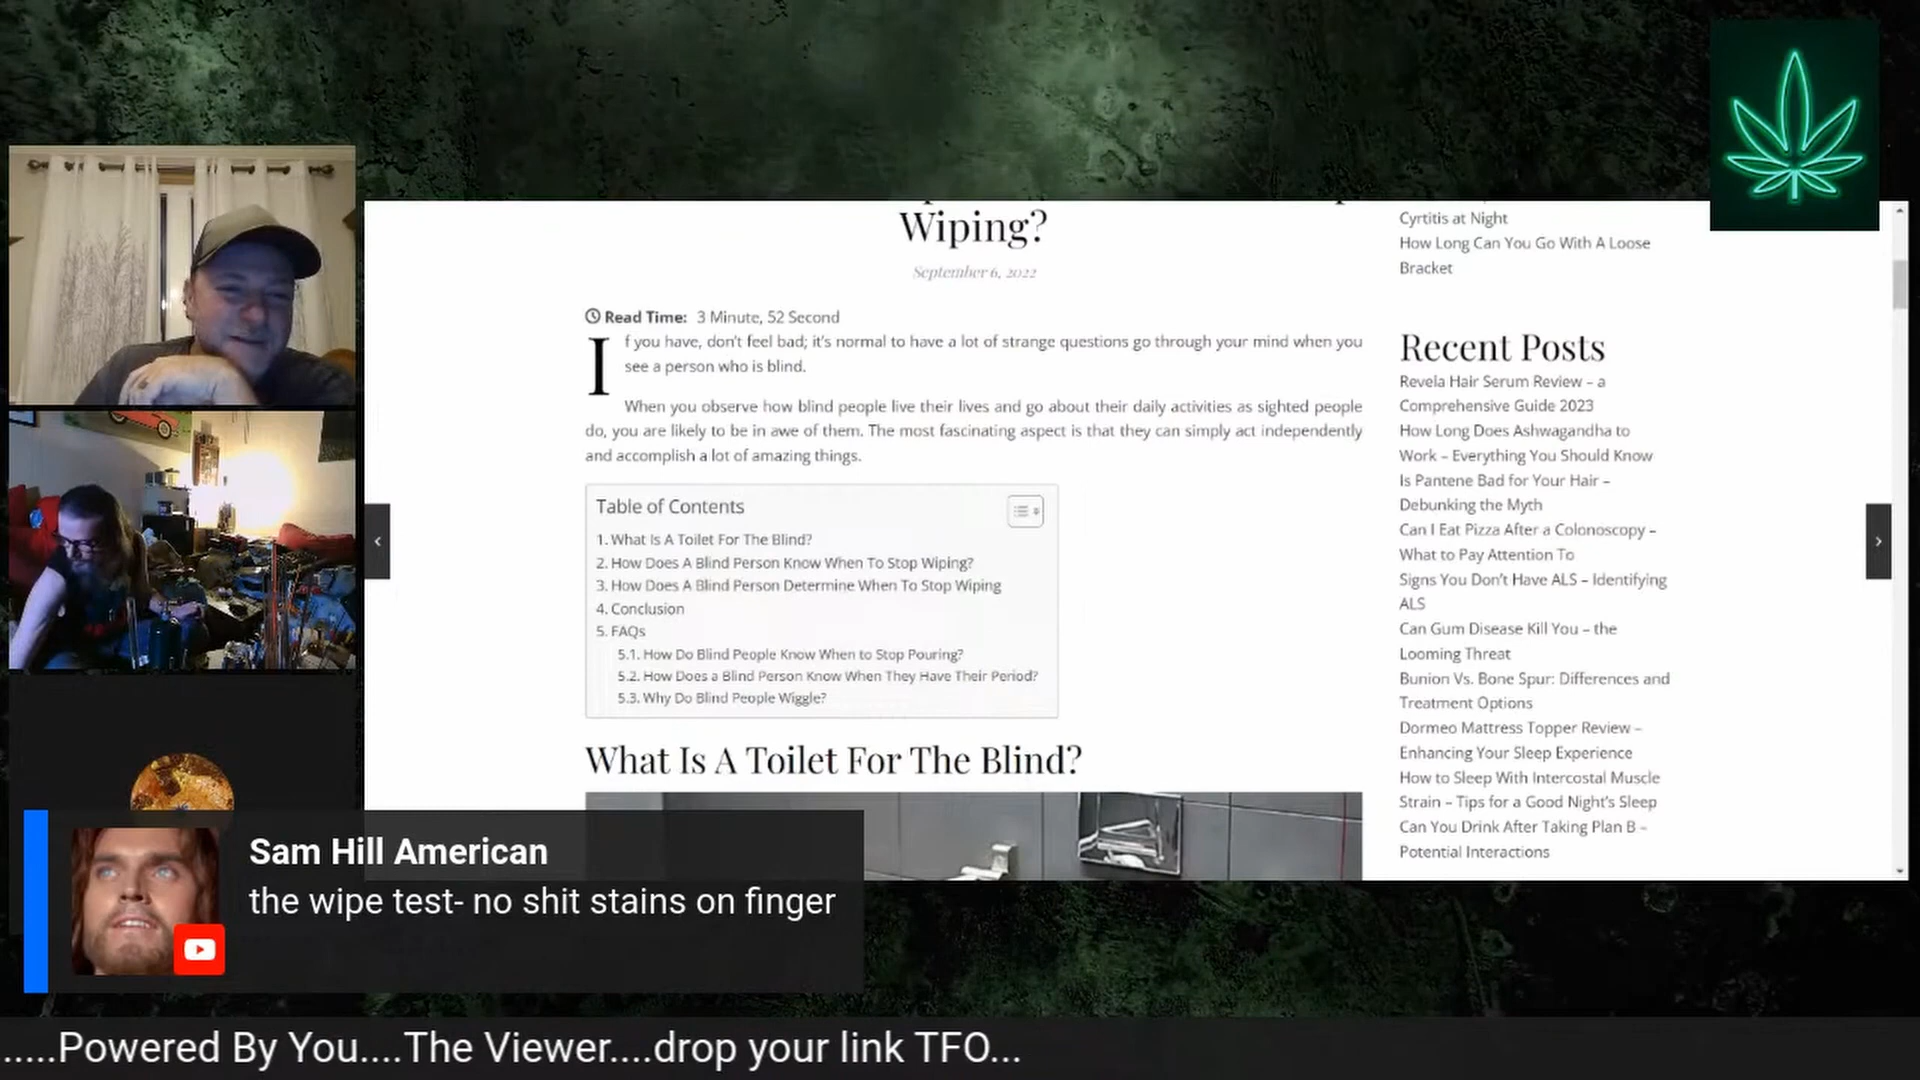 Wiping?
September 6, 2022
Read Time: 3 Minute, 52 Second
If you have, don't feel bad; it's normal to have a lot of strange questions go through your mind when you
see a person who is blind.
When you observe how blind people live their lives and go about their daily activities as sighted people
do, you are likely to be in awe of them. The most fascinating aspect is that they can simply act independently
and accomplish a lot of amazing things.
Table of Contents
1. What Is A Toilet For The Blind?
2. How Does A Blind Person Know When To Stop Wiping?
3. How Does A Blind Person Determine When To Stop Wiping
4. Conclusion
5. FAQs
5.1. How Do Blind People Know When to Stop Pouring?
5.2. How Does a Blind Person Know When They Have Their Period?
5.3. Why Do Blind People Wiggle?
What Is A Toilet For The Blind?
Cyrtitis at Night
How Long Can You Go With A Loose
Bracket
Recent Posts
Revela Hair Serum Review – a
Comprehensive Guide 2023
How Long Does Ashwagandha to
Work – Everything You Should Know
Is Pantene Bad for Your Hair –
Debunking the Myth
Can I Eat Pizza After a Colonoscopy –
What to Pay Attention To
Signs You Don't Have ALS – Identifying
ALS
Can Gum Disease Kill You – the
Looming Threat
Bunion Vs. Bone Spur: Differences and
Treatment Options
Dormeo Mattress Topper Review –
Enhancing Your Sleep Experience
How to Sleep With Intercostal Muscle
Strain – Tips for a Good Night's Sleep
Can You Drink After Taking Plan B –
Potential Interactions
Sam Hill American
the wipe test- no shit stains on finger
.....Powered By You....The Viewer....drop your link TFO...